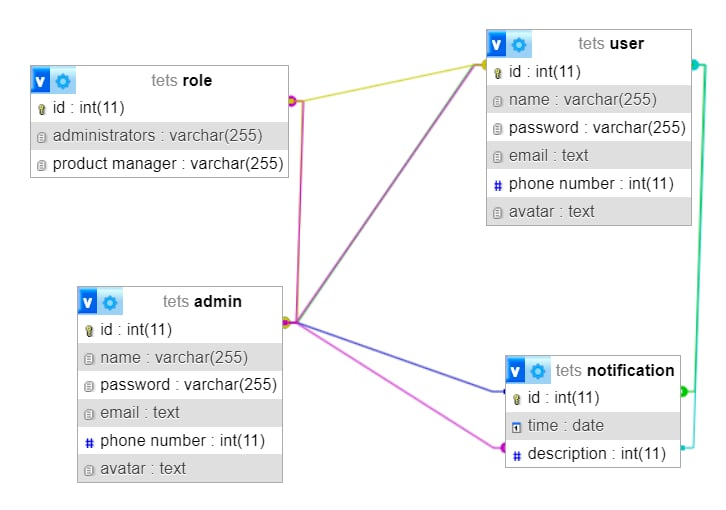 v tets role
id : int(11)
administrators : varchar(255)
product manager : varchar(255)
v tets user
id : int(11)
name : varchar(255)
password : varchar(255)
email : text
# phone number : int(11)
avatar : text
v tets admin
id : int(11)
name : varchar(255)
password : varchar(255)
email : text
# phone number : int(11)
avatar : text
v tets notification
id : int(11)
time : date
# description : int(11)